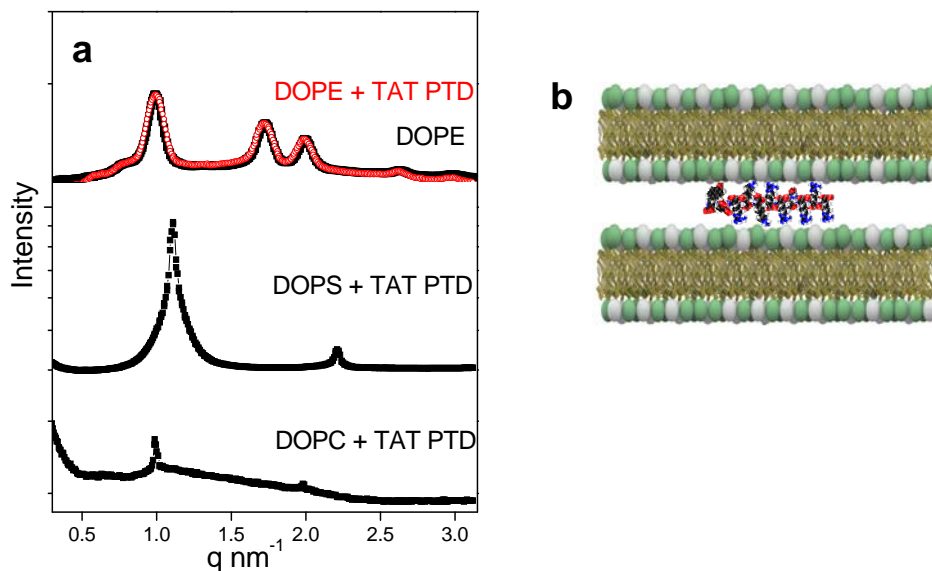 a
DOPE + TAT PTD
DOPE
DOPS + TAT PTD
DOPC + TAT PTD
Intensity
0.5 1.0 1.5 2.0 2.5 3.0
q nm⁻¹
b